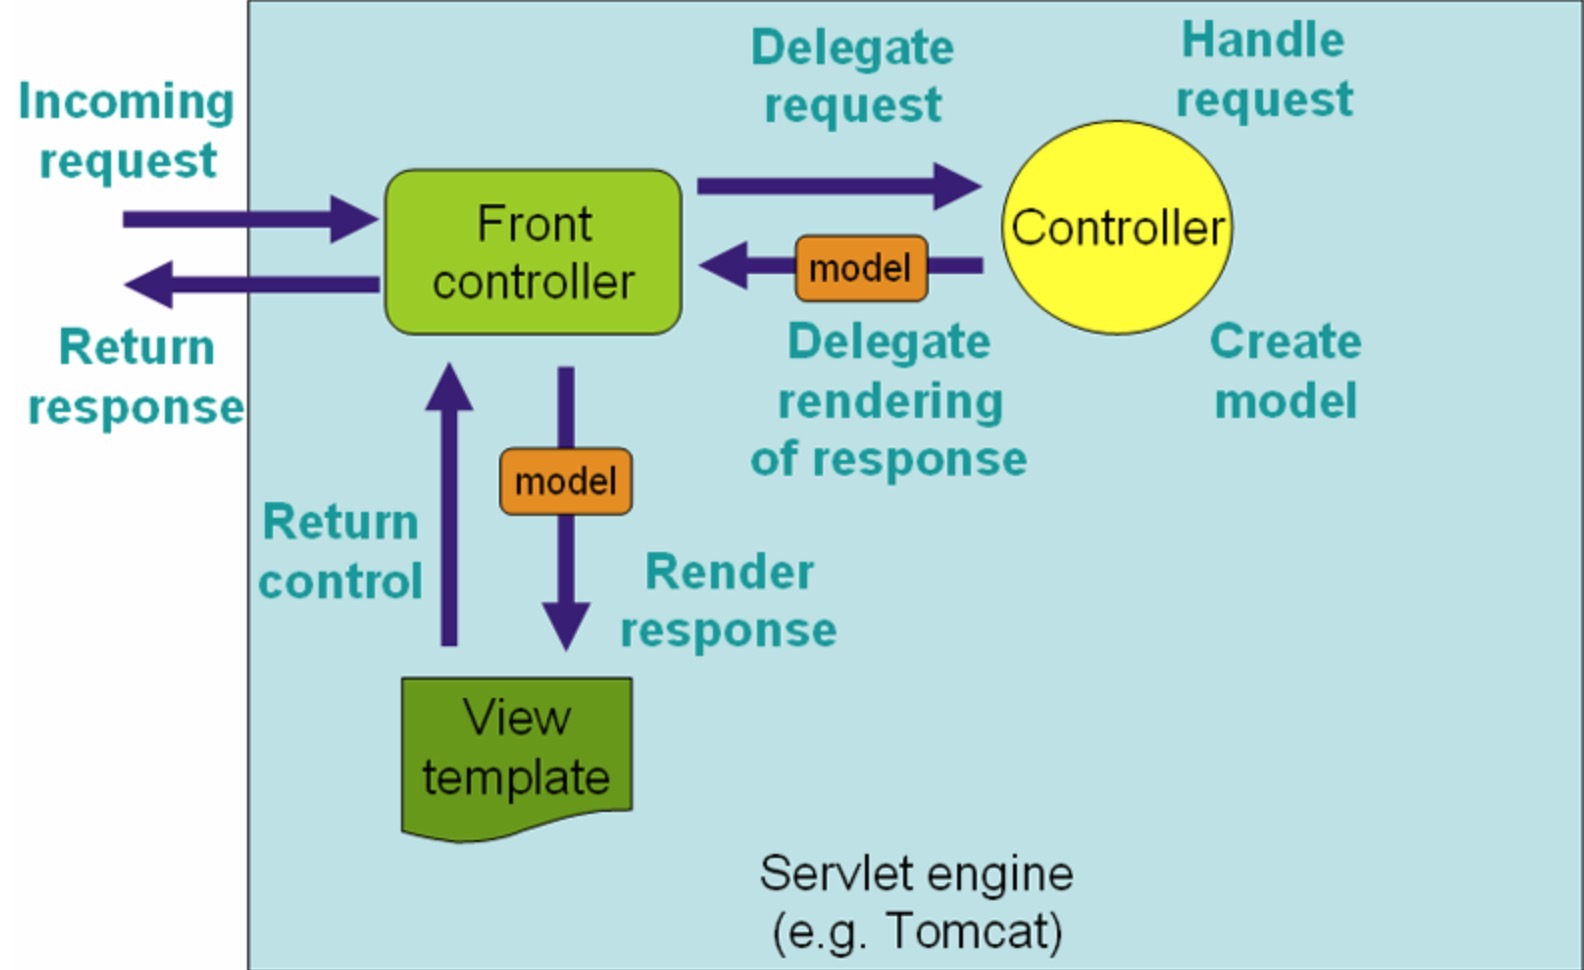 Incoming
request
Return
response
Front
controller
Delegate
request
Handle
request
Controller
model
Delegate
rendering
of response
Create
model
model
Return
control
Render
response
View
template
Servlet engine
(e.g. Tomcat)